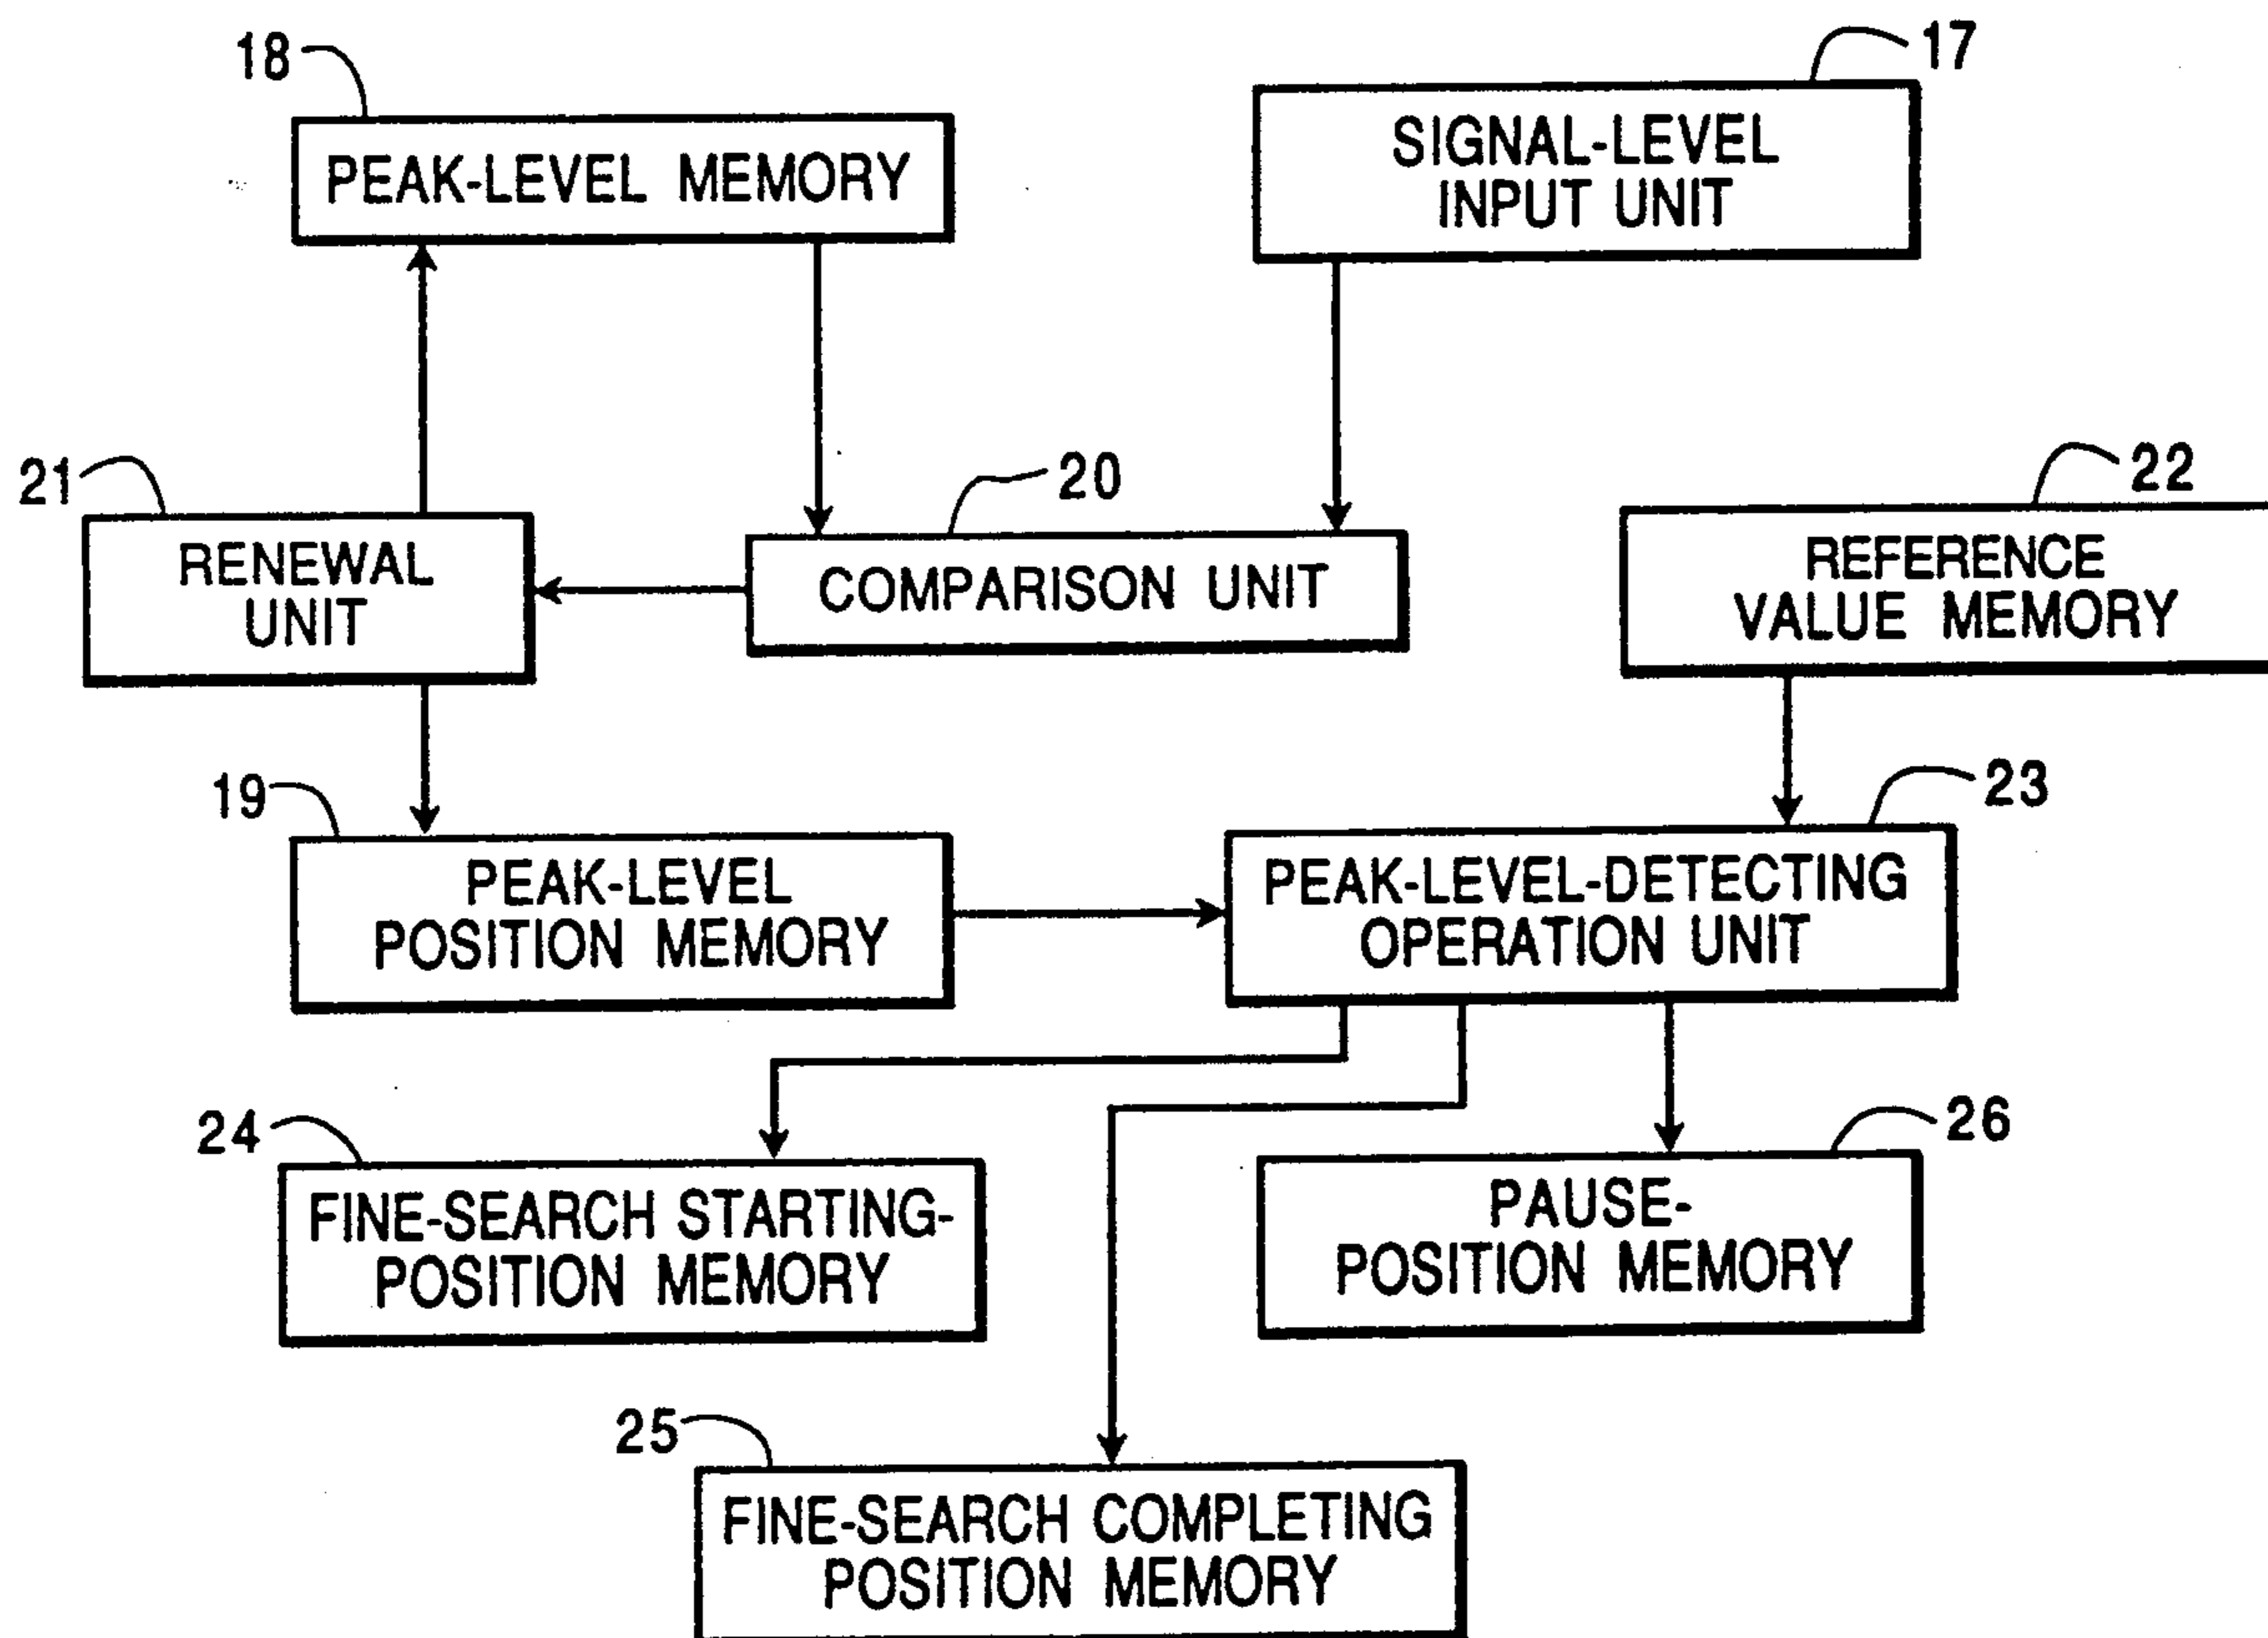 18
17
PEAK-LEVEL MEMORY
SIGNAL-LEVEL
INPUT UNIT
21
20
22
RENEWAL
UNIT
COMPARISON UNIT
REFERENCE
VALUE MEMORY
19
23
PEAK-LEVEL
POSITION MEMORY
PEAK-LEVEL-DETECTING
OPERATION UNIT
24
26
FINE-SEARCH STARTING-
POSITION MEMORY
PAUSE-
POSITION MEMORY
25
FINE-SEARCH COMPLETING
POSITION MEMORY